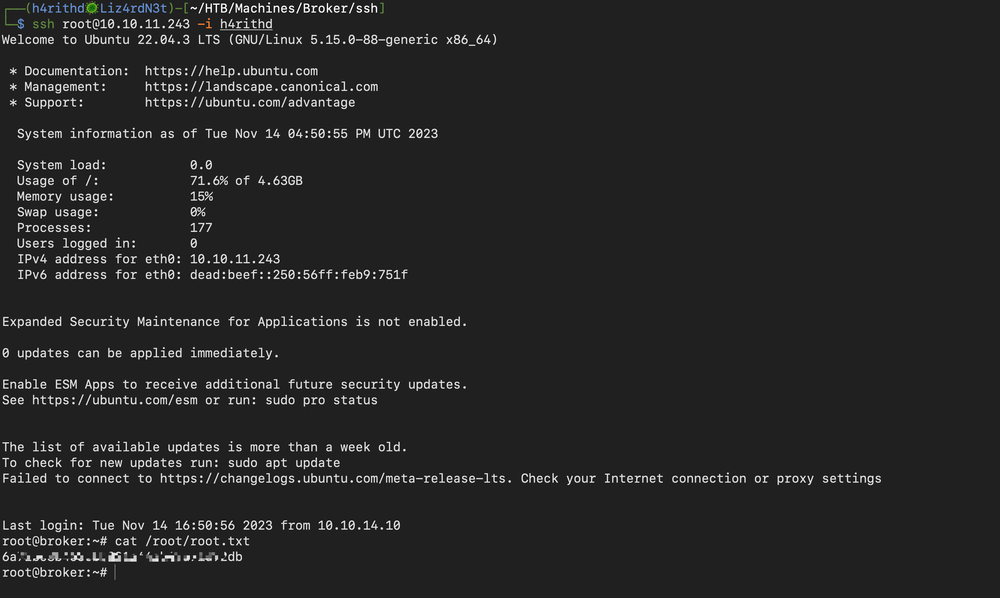 ┌──(h4rithd Liz4rdN3t)-[~/HTB/Machines/Broker/ssh]
└─$ ssh root@10.10.11.243 -i h4rithd
Welcome to Ubuntu 22.04.3 LTS (GNU/Linux 5.15.0-88-generic x86_64)
* Documentation:  https://help.ubuntu.com
* Management:     https://landscape.canonical.com
* Support:        https://ubuntu.com/advantage
System information as of Tue Nov 14 04:50:55 PM UTC 2023
System load:           0.0
Usage of /:            71.6% of 4.63GB
Memory usage:          15%
Swap usage:            0%
Processes:             177
Users logged in:       0
IPv4 address for eth0: 10.10.11.243
IPv6 address for eth0: dead:beef::250:56ff:feb9:751f
Expanded Security Maintenance for Applications is not enabled.
0 updates can be applied immediately.
Enable ESM Apps to receive additional future security updates.
See https://ubuntu.com/esm or run: sudo pro status
The list of available updates is more than a week old.
To check for new updates run: sudo apt update
Failed to connect to https://changelogs.ubuntu.com/meta-release-lts. Check your Internet connection or proxy settings
Last login: Tue Nov 14 16:50:56 2023 from 10.10.14.10
root@broker:~# cat /root/root.txt
root@broker:~#